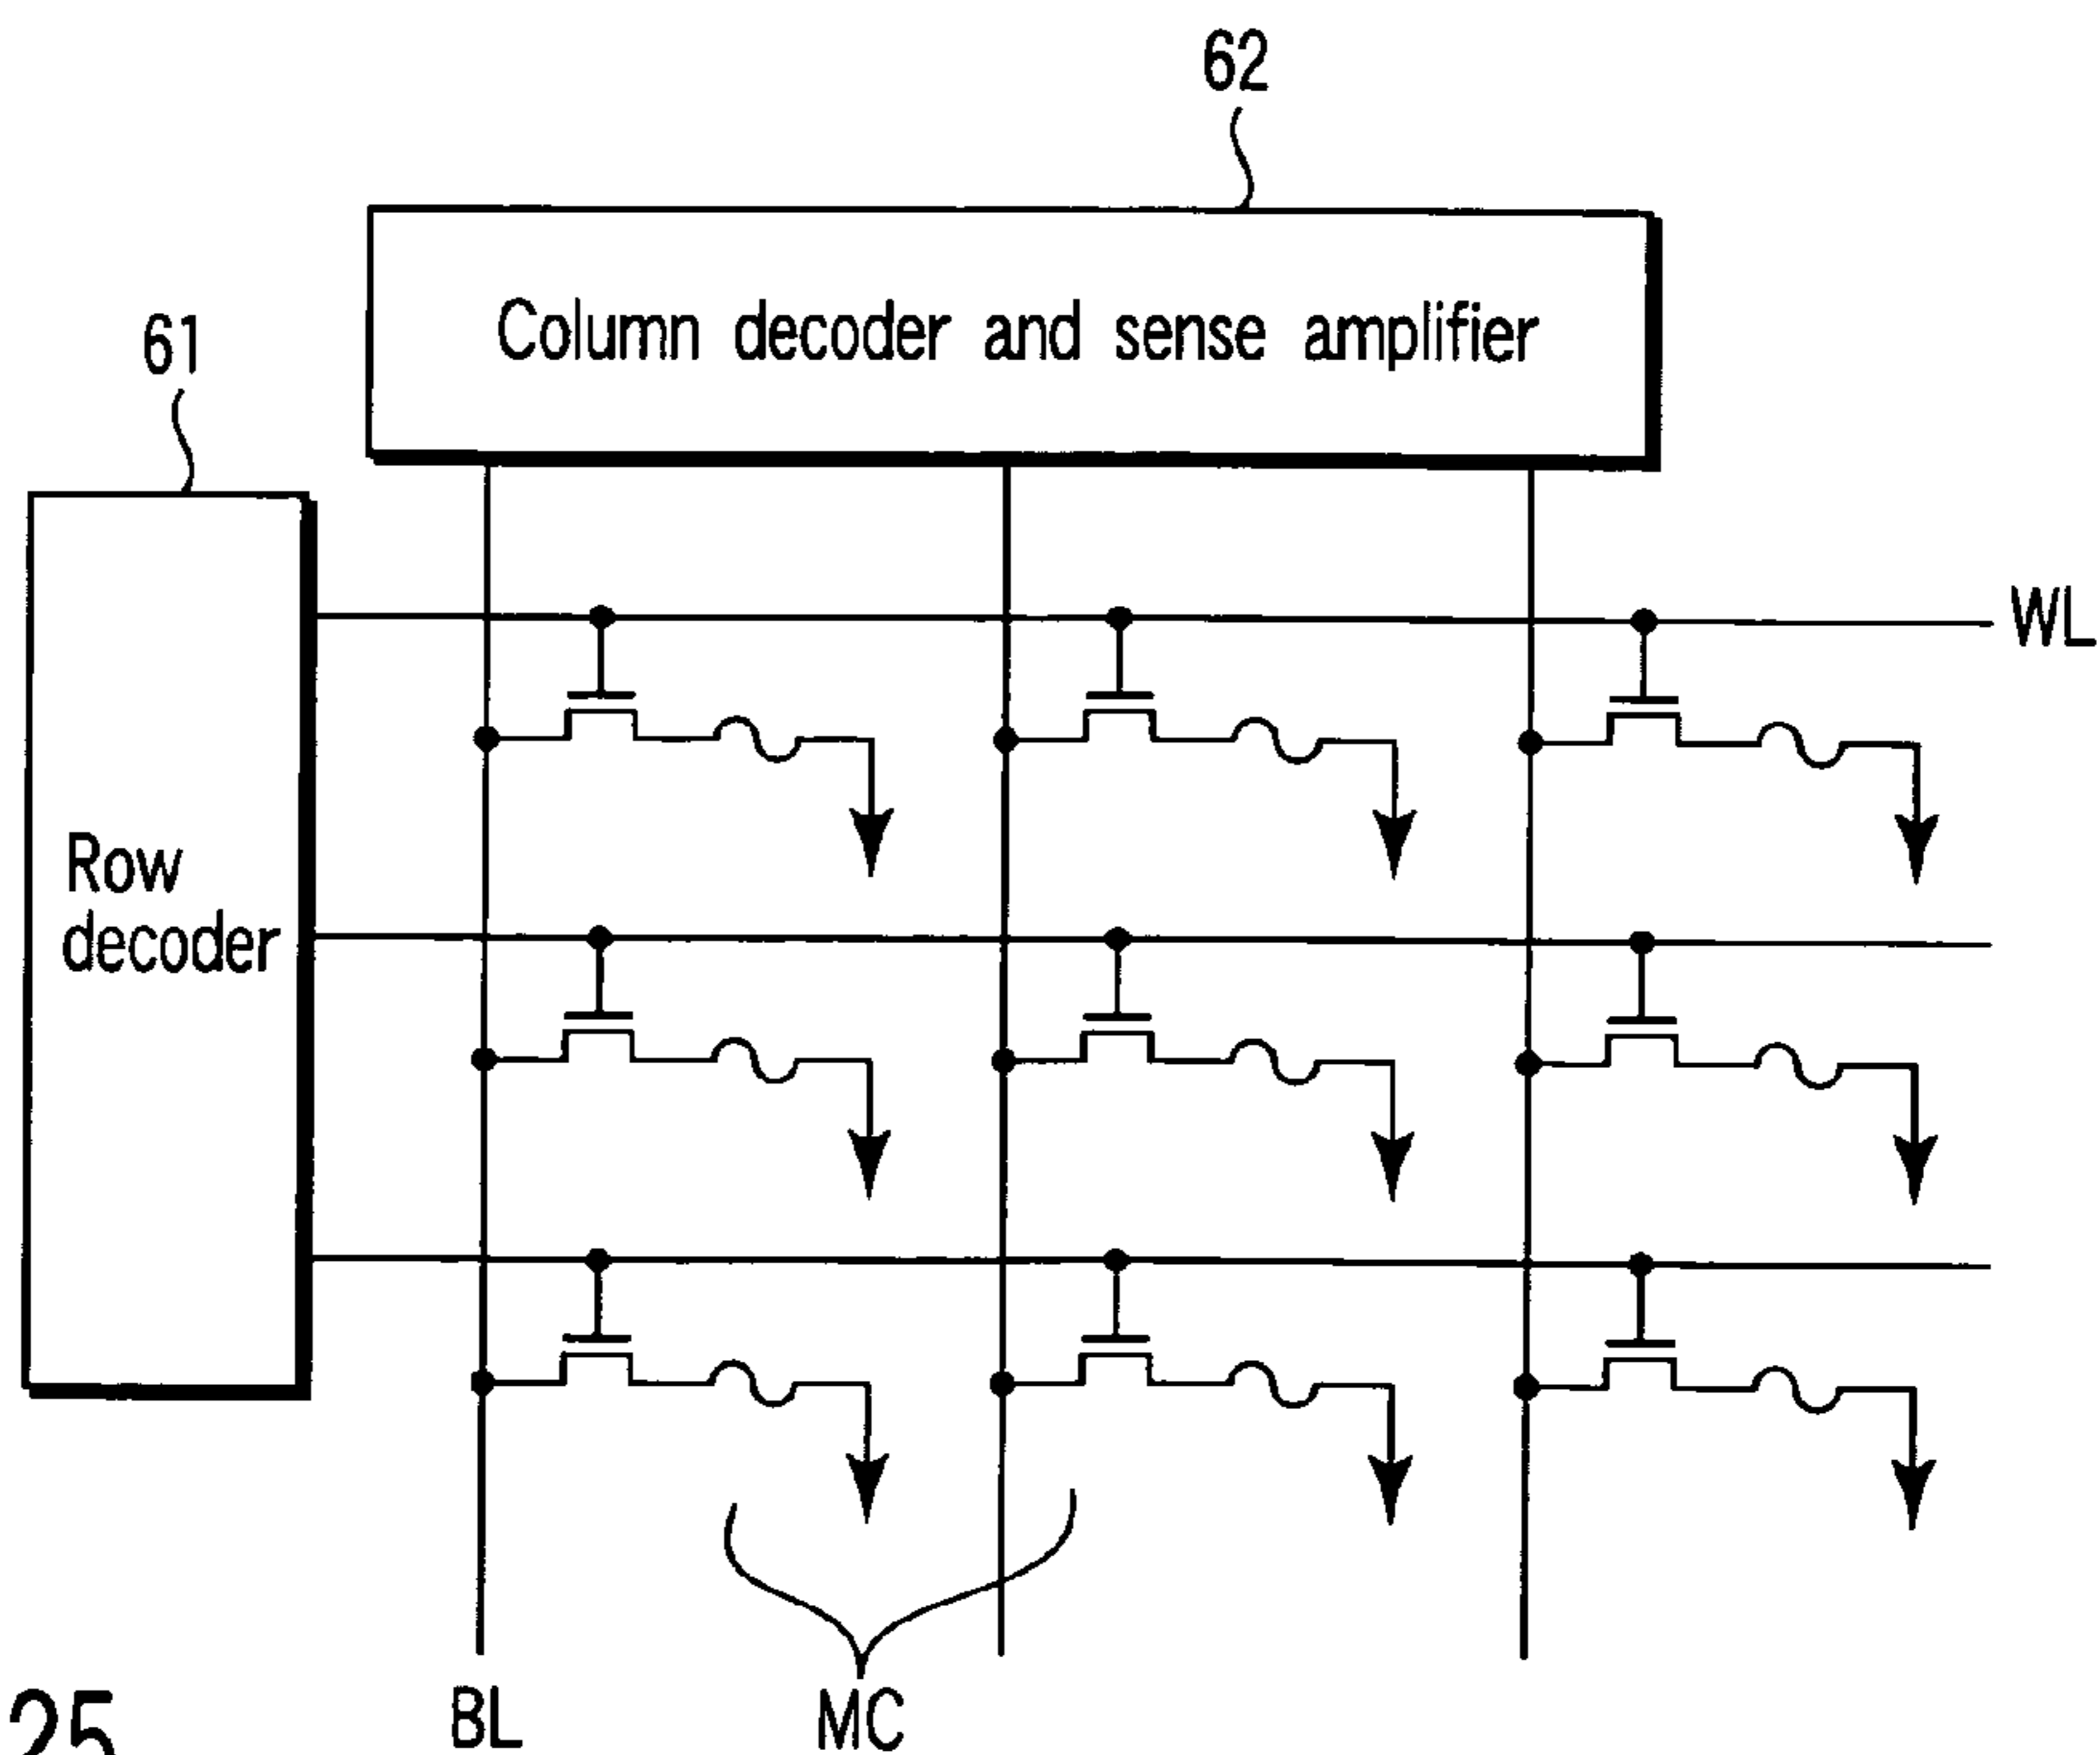 62
Column decoder and sense amplifier
61
WL
Row
decoder
BL
MC
25